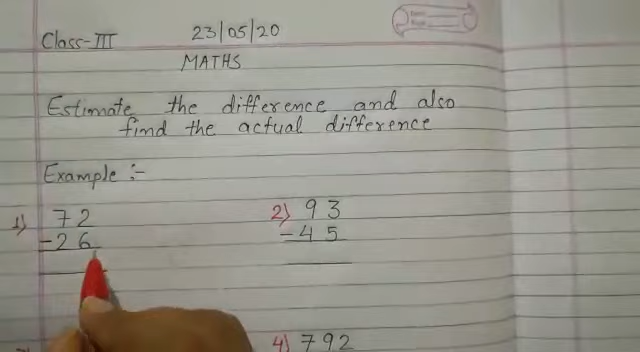 Class-III 23/05/20
MATHS
Estimate the difference and also
find the actual difference
Example :-
1) 72 2) 93
-26 -45
4) 792